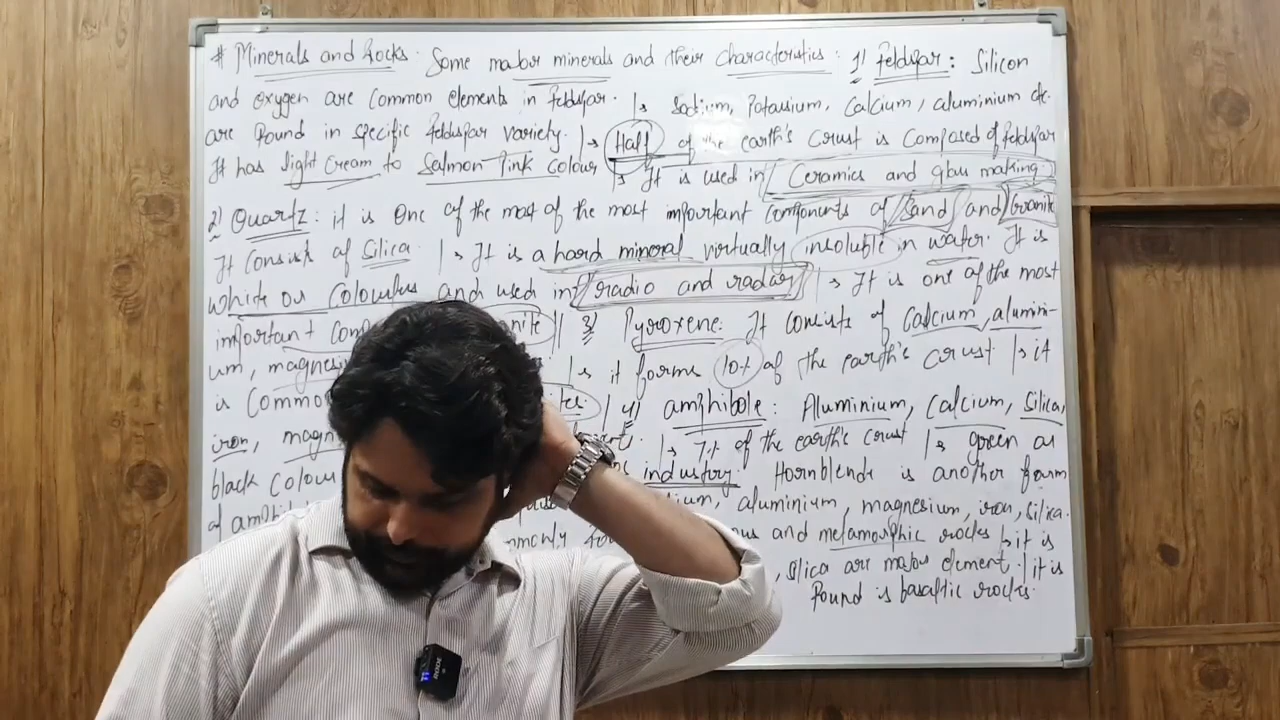 # Minerals and Rocks. Some major minerals and their characteristics: 1) Feldspar: Silicon
and oxygen are common elements in feldspar. |→ Sodium, Potassium, Calcium, aluminium etc.
are found in specific feldspar variety. |→ Half of the earth's crust is composed of feldspar
It has light cream to Salmon Pink colour |→ It is used in Ceramics and glass making
2) Quartz: it is One of the most of the most important components of Sand and Granite
It consist of Silica. |→ It is a hard mineral virtually insoluble in water. It is
white or Colourless and used in radio and radar |→ It is one of the most
important 3) Pyroxene: It consists of calcium, alumin-
um, it forms 10% of the earth's crust |→ it
is 4) amphibole: Aluminium, Calcium, Silica,
iron, |→ 7% of the earth's crust |→ green or
black colour industry. Hornblende is another form
of aluminium, magnesium, iron, silica.
and metamorphic rocks |→ it is
, silica are major element. | it is
found is basaltic rocks.
BOOBR